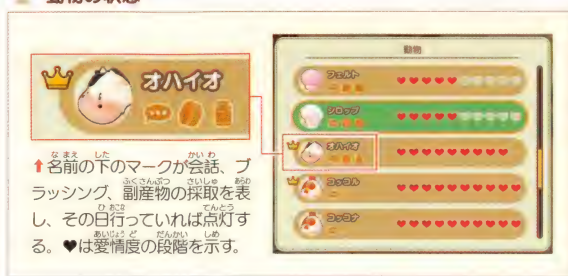 動物の状態
オハイオ
↑名前の下のマークが会話、ブ
ラッシング、副産物の採取を表
し、その日行っていれば点灯す
る。♥は愛情度の段階を示す。
動物
フェルト
シロップ
オハイオ
コッコル
コッコナ